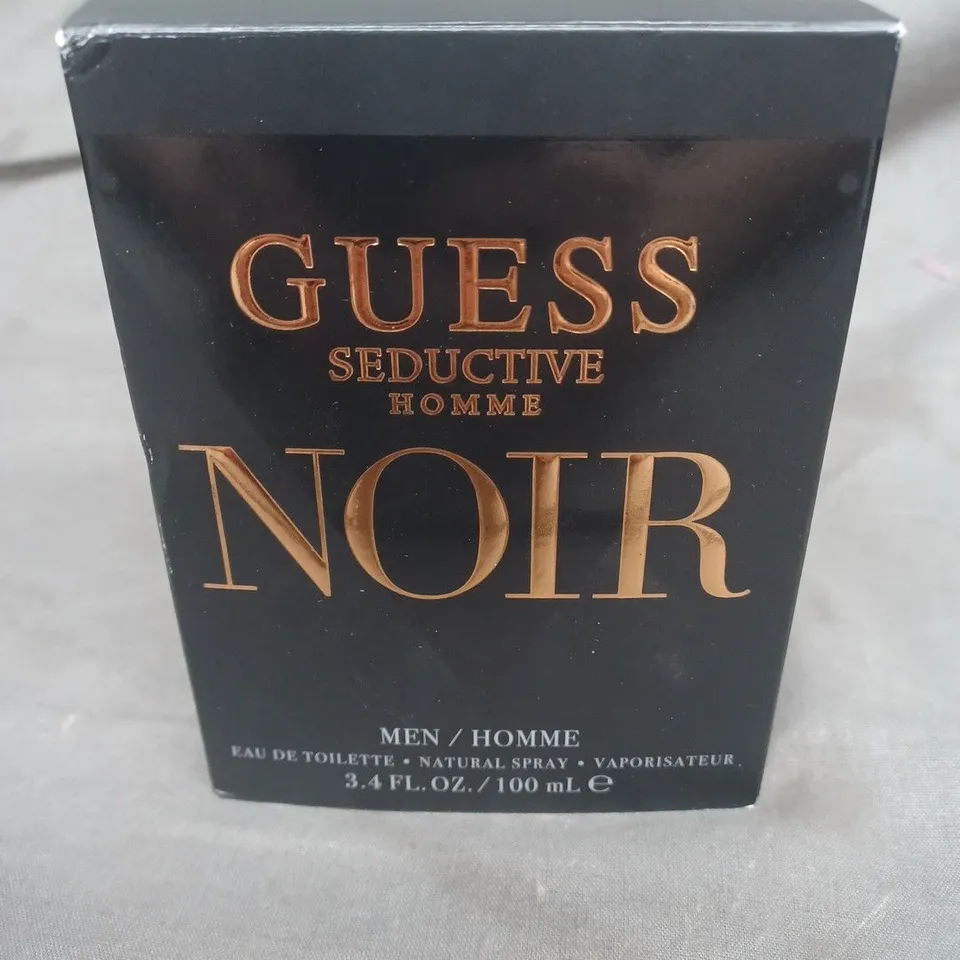 GUESS
SEDUCTIVE
HOMME
NOIR
MEN / HOMME
EAU DE TOILETTE • NATURAL SPRAY • VAPORISATEUR
3.4 FL. OZ. / 100 mL ℮